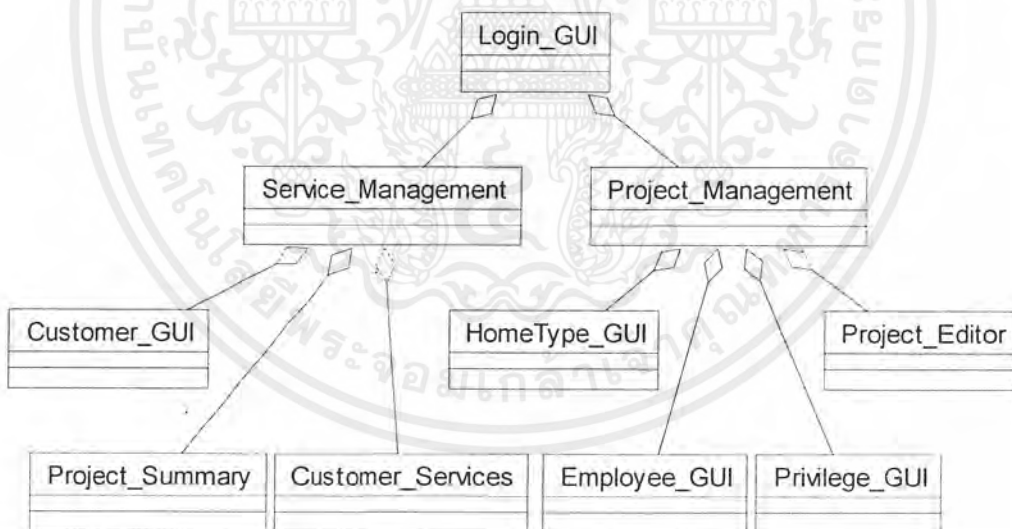 Login_GUI
Service_Management
Project_Management
Customer_GUI
HomeType_GUI
Project_Editor
Project_Summary
Customer_Services
Employee_GUI
Privilege_GUI